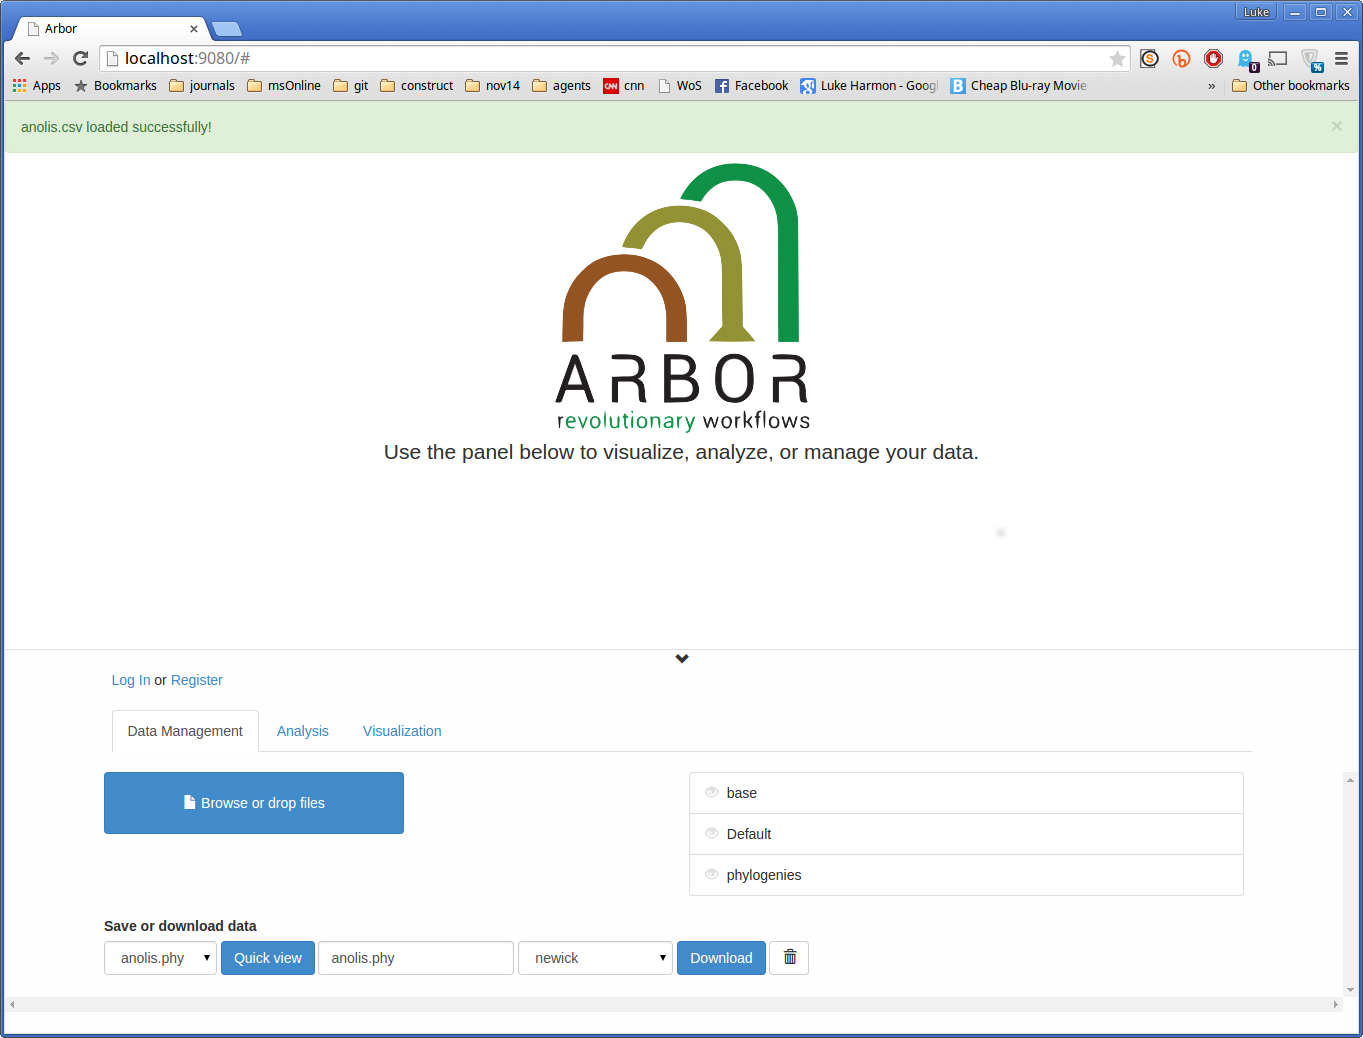 Luke
Arbor
localhost:9080/#
Apps Bookmarks journals msOnline git construct nov14 agents cnn WoS Facebook Luke Harmon - Googl Cheap Blu-ray Movie » Other bookmarks
anolis.csv loaded successfully!
ARBOR
revolutionary workflows
Use the panel below to visualize, analyze, or manage your data.
Log In or Register
Data Management Analysis Visualization
Browse or drop files
base
Default
phylogenies
Save or download data
anolis.phy Quick view anolis.phy newick Download